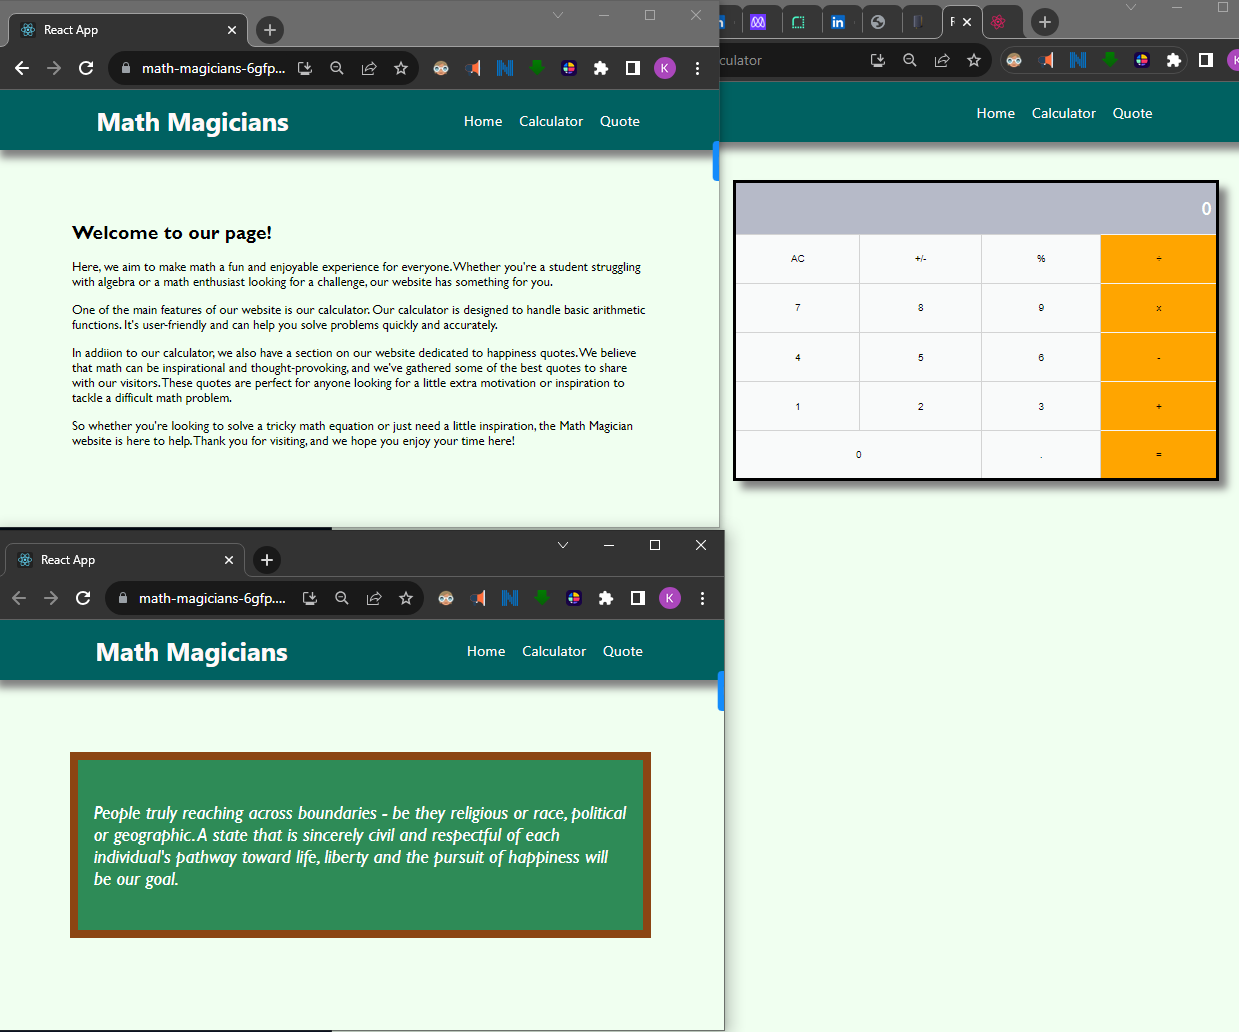 React App
math-magicians-6gfp...
K
Math Magicians
Home Calculator Quote
Welcome to our page!
Here, we aim to make math a fun and enjoyable experience for everyone. Whether you're a student struggling
with algebra or a math enthusiast looking for a challenge, our website has something for you.
One of the main features of our website is our calculator. Our calculator is designed to handle basic arithmetic
functions. It's user-friendly and can help you solve problems quickly and accurately.
In addiion to our calculator, we also have a section on our website dedicated to happiness quotes. We believe
that math can be inspirational and thought-provoking, and we've gathered some of the best quotes to share
with our visitors. These quotes are perfect for anyone looking for a little extra motivation or inspiration to
tackle a difficult math problem.
So whether you're looking to solve a tricky math equation or just need a little inspiration, the Math Magician
website is here to help. Thank you for visiting, and we hope you enjoy your time here!
in
culator
K
Home Calculator Quote
0
AC +/- % ÷
7 8 9 x
4 5 6 -
1 2 3 +
0 . =
React App
math-magicians-6gfp....
K
Math Magicians
Home Calculator Quote
People truly reaching across boundaries - be they religious or race, political
or geographic. A state that is sincerely civil and respectful of each
individual's pathway toward life, liberty and the pursuit of happiness will
be our goal.